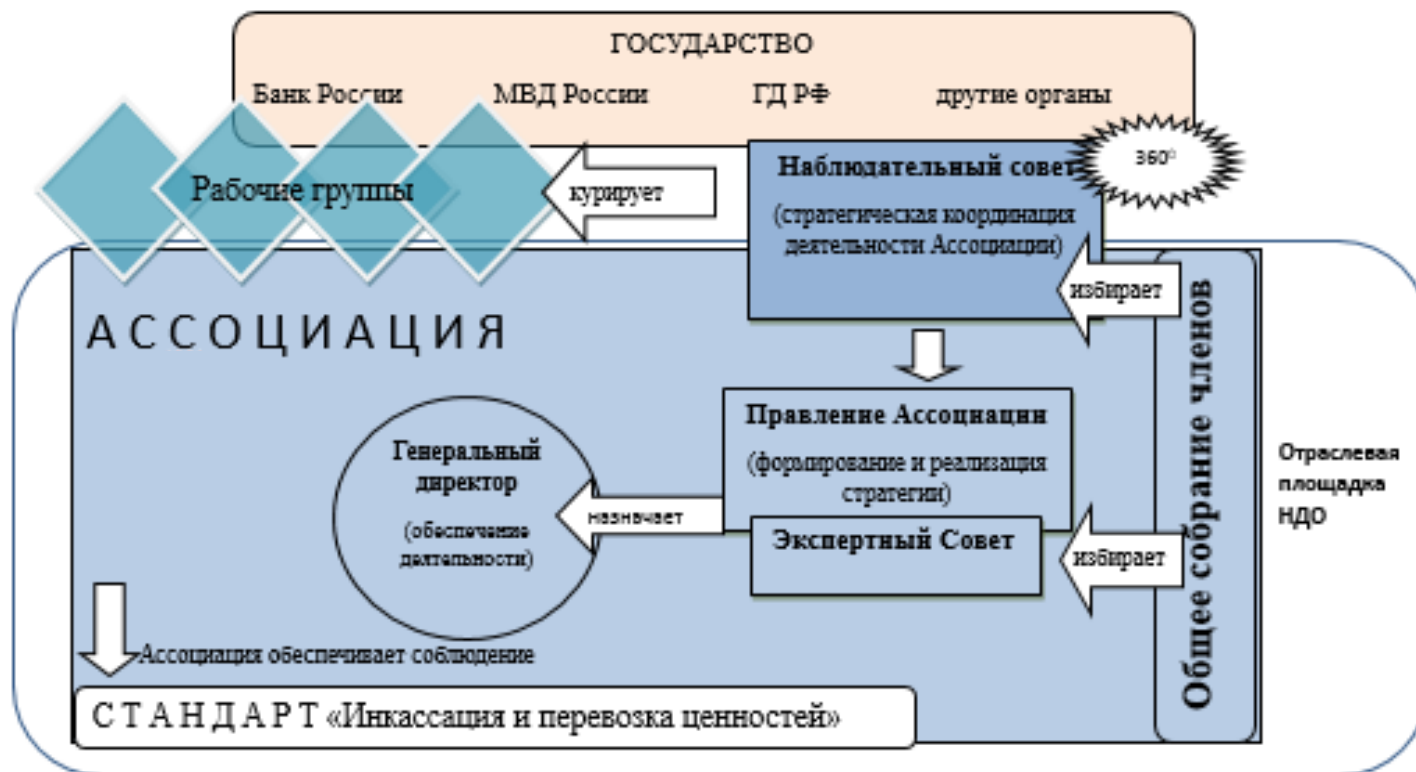 ГОСУДАРСТВО
Банк России МВД России ГД РФ другие органы
360⁰
Наблюдательный совет
(стратегическая координация
деятельности Ассоциации)
Рабочие группы
курирует
избирает
АССОЦИАЦИЯ
Общее собрание членов
Правление Ассоциации
(формирование и реализация
стратегии)
Экспертный Совет
избирает
назначает
Генеральный
директор
(обеспечение
деятельности)
Отраслевая
площадка
НДО
Ассоциация обеспечивает соблюдение
СТАНДАРТ «Инкассация и перевозка ценностей»